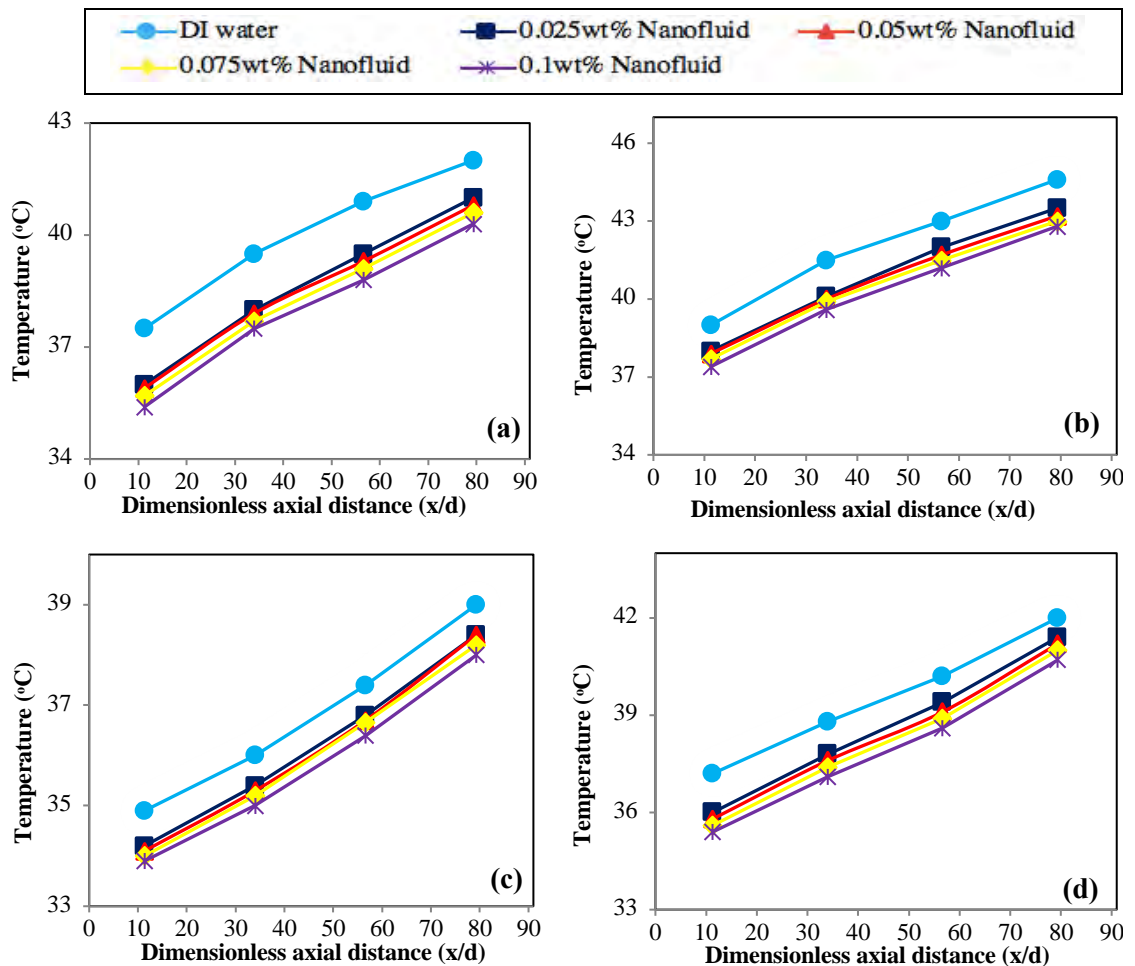 DI water 0.025wt% Nanofluid 0.05wt% Nanofluid
0.075wt% Nanofluid 0.1wt% Nanofluid
43
40
37
34
Temperature (ºC)
0 10 20 30 40 50 60 70 80 90
Dimensionless axial distance (x/d)
(a)
46
43
40
37
34
Temperature (ºC)
0 10 20 30 40 50 60 70 80 90
Dimensionless axial distance (x/d)
(b)
39
37
35
33
Temperature (ºC)
0 10 20 30 40 50 60 70 80 90
Dimensionless axial distance (x/d)
(c)
42
39
36
33
Temperature (ºC)
0 10 20 30 40 50 60 70 80 90
Dimensionless axial distance (x/d)
(d)